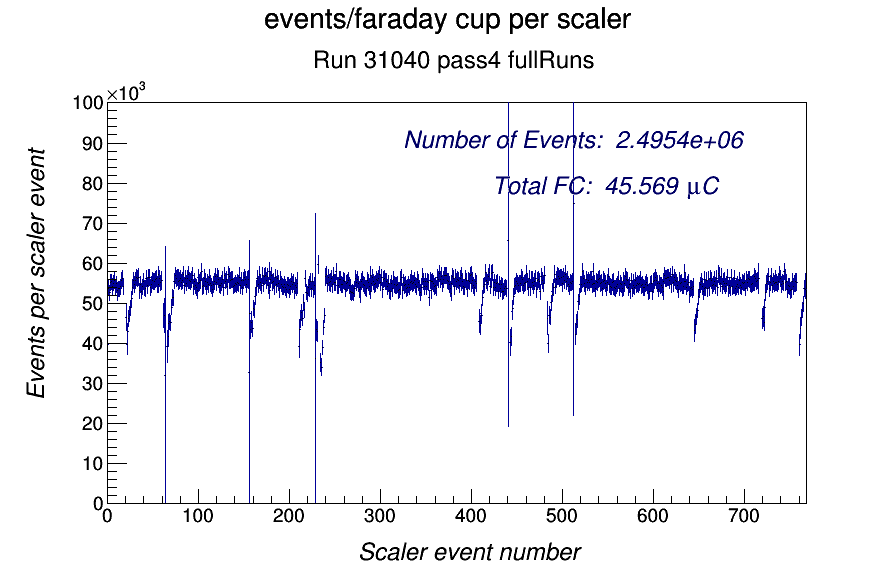 events/faraday cup per scaler
Run 31040 pass4 fullRuns
×10³
100
90
80
70
60
50
40
30
20
10
0
Events per scaler event
Number of Events: 2.4954e+06
Total FC: 45.569 μC
0 100 200 300 400 500 600 700
Scaler event number